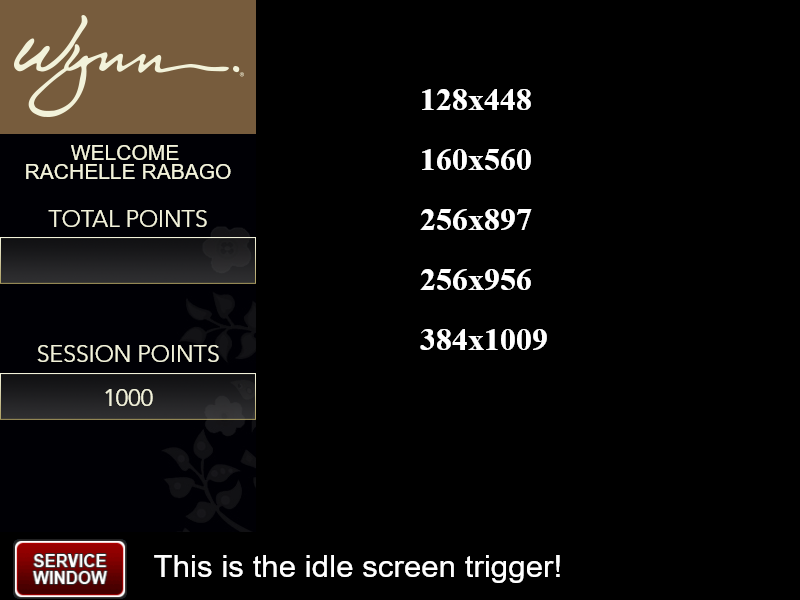 Wynn.
WELCOME
RACHELLE RABAGO
TOTAL POINTS
SESSION POINTS
1000
128x448
160x560
256x897
256x956
384x1009
SERVICE
WINDOW
This is the idle screen trigger!